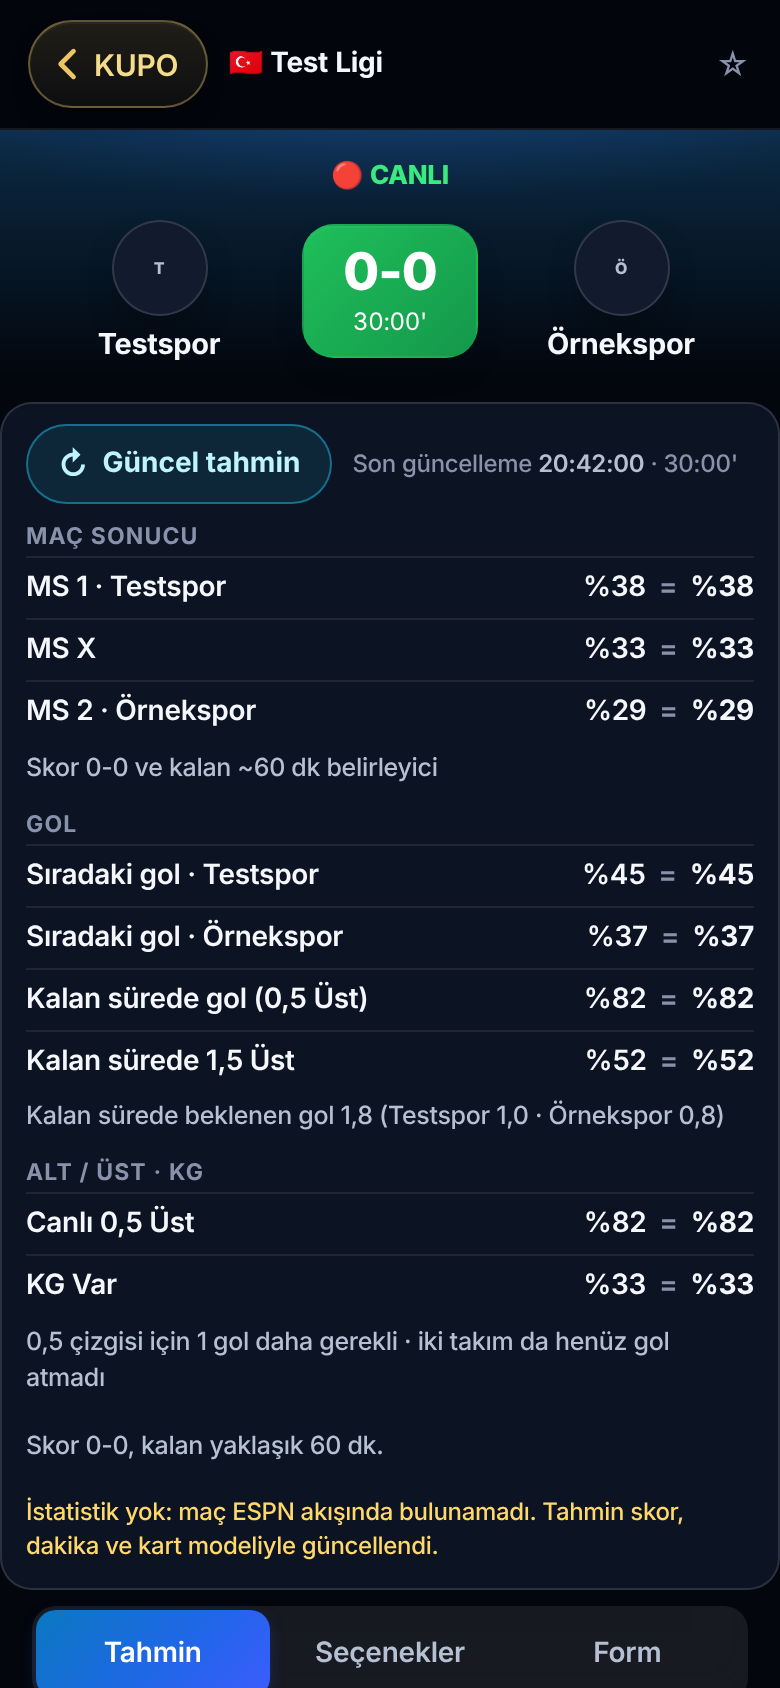 KUPO
Test Ligi
☆
CANLI
T
0-0
30:00'
Ö
Testspor
Örnekspor
↻ Güncel tahmin
Son güncelleme 20:42:00 · 30:00'
MAÇ SONUCU
MS 1 · Testspor %38 = %38
MS X %33 = %33
MS 2 · Örnekspor %29 = %29
Skor 0-0 ve kalan ~60 dk belirleyici
GOL
Sıradaki gol · Testspor %45 = %45
Sıradaki gol · Örnekspor %37 = %37
Kalan sürede gol (0,5 Üst) %82 = %82
Kalan sürede 1,5 Üst %52 = %52
Kalan sürede beklenen gol 1,8 (Testspor 1,0 · Örnekspor 0,8)
ALT / ÜST · KG
Canlı 0,5 Üst %82 = %82
KG Var %33 = %33
0,5 çizgisi için 1 gol daha gerekli · iki takım da henüz gol
atmadı
Skor 0-0, kalan yaklaşık 60 dk.
İstatistik yok: maç ESPN akışında bulunamadı. Tahmin skor,
dakika ve kart modeliyle güncellendi.
Tahmin
Seçenekler
Form